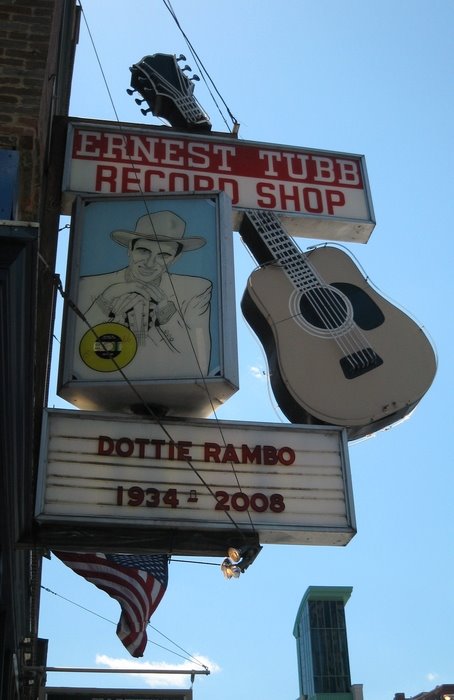 ERNEST TUBB
RECORD SHOP
DOTTIE RAMBO
1934 - 2008